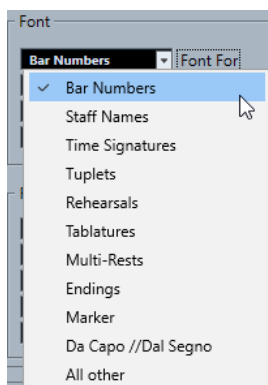 Font
Bar Numbers Font For
Bar Numbers
Staff Names
Time Signatures
Tuplets
Rehearsals
Tablatures
Multi-Rests
Endings
Marker
Da Capo //Dal Segno
All other